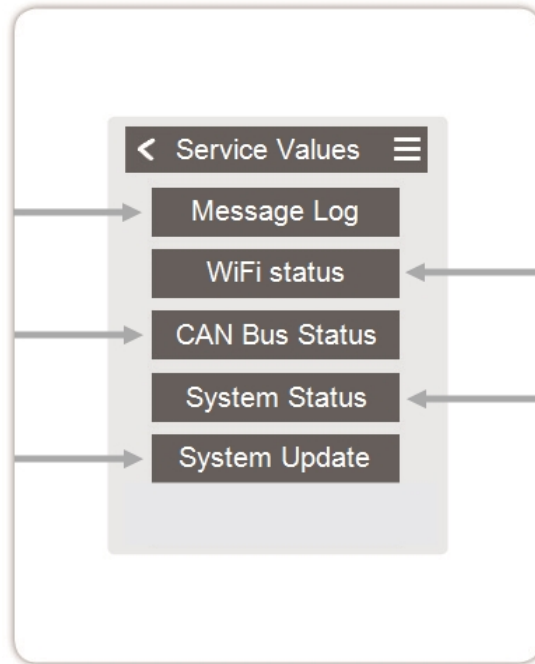 Service Values
Message Log
WiFi status
CAN Bus Status
System Status
System Update